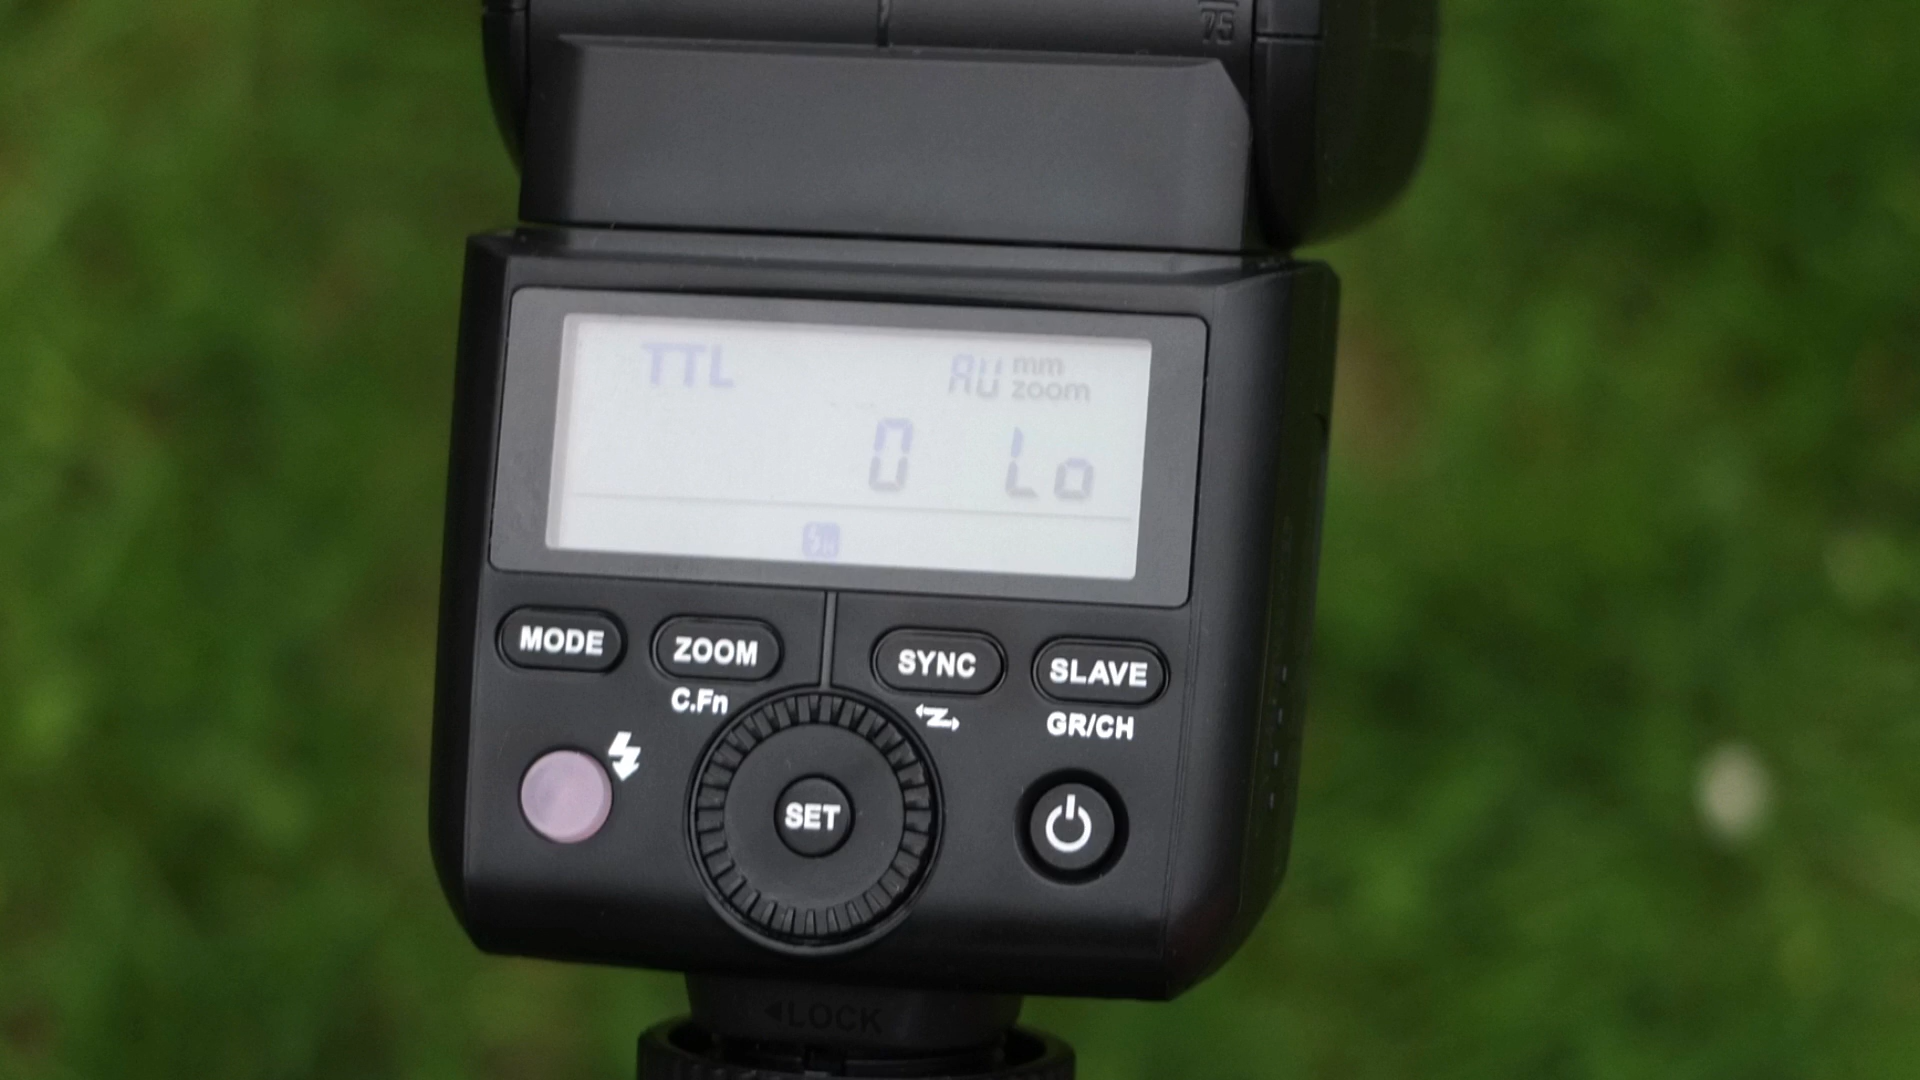 75
TTL AU mm
zoom
0 Lo
H
MODE ZOOM SYNC SLAVE
C.Fn GR/CH
SET
LOCK